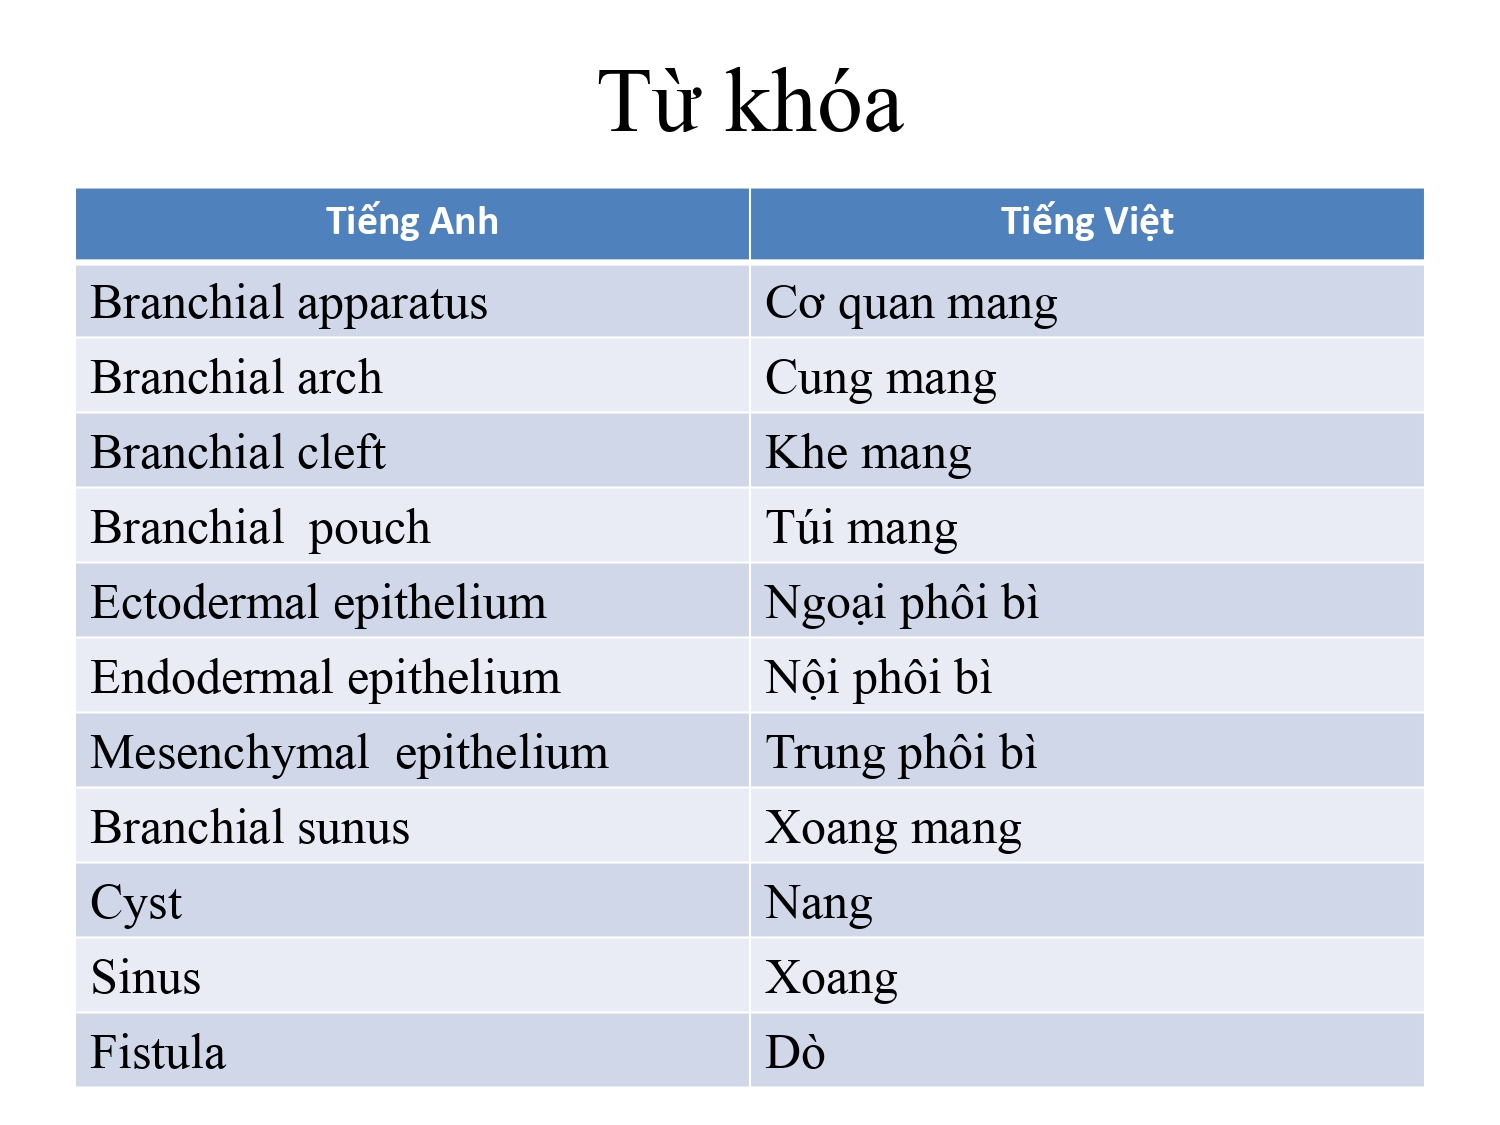 Từ khóa
Tiếng Anh Tiếng Việt
Branchial apparatus Cơ quan mang
Branchial arch Cung mang
Branchial cleft Khe mang
Branchial  pouch Túi mang
Ectodermal epithelium Ngoại phôi bì
Endodermal epithelium Nội phôi bì
Mesenchymal  epithelium Trung phôi bì
Branchial sunus Xoang mang
Cyst Nang
Sinus Xoang
Fistula Dò